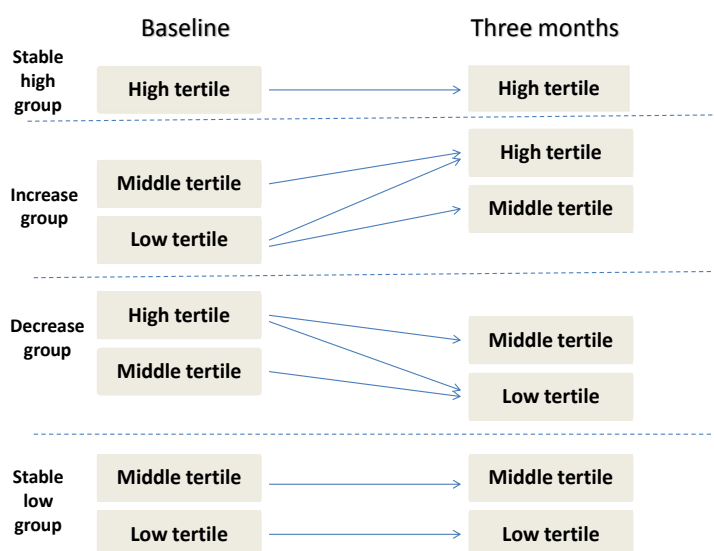 Baseline
Three months
Stable
high
group
High tertile
High tertile
Increase
group
Middle tertile
Low tertile
High tertile
Middle tertile
Decrease
group
High tertile
Middle tertile
Middle tertile
Low tertile
Stable
low
group
Middle tertile
Middle tertile
Low tertile
Low tertile